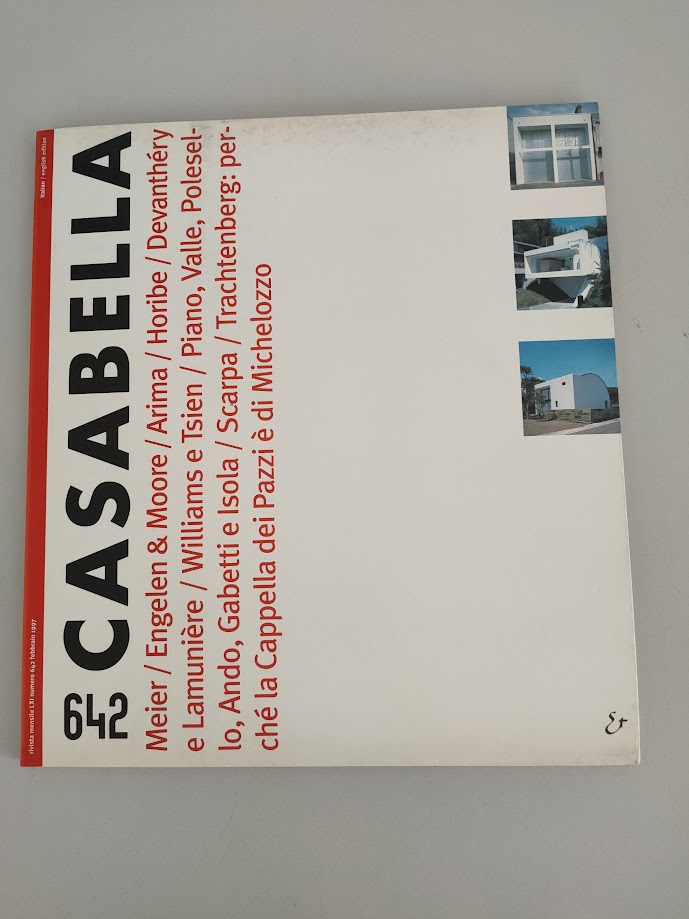 rivista mensile LXI numero 642 febbraio 1997
italian / english edition
642 CASABELLA
Meier / Engelen & Moore / Arima / Horibe / Devanthéry
e Lamunière / Williams e Tsien / Piano, Valle, Polesel-
lo, Ando, Gabetti e Isola / Scarpa / Trachtenberg: per-
ché la Cappella dei Pazzi è di Michelozzo